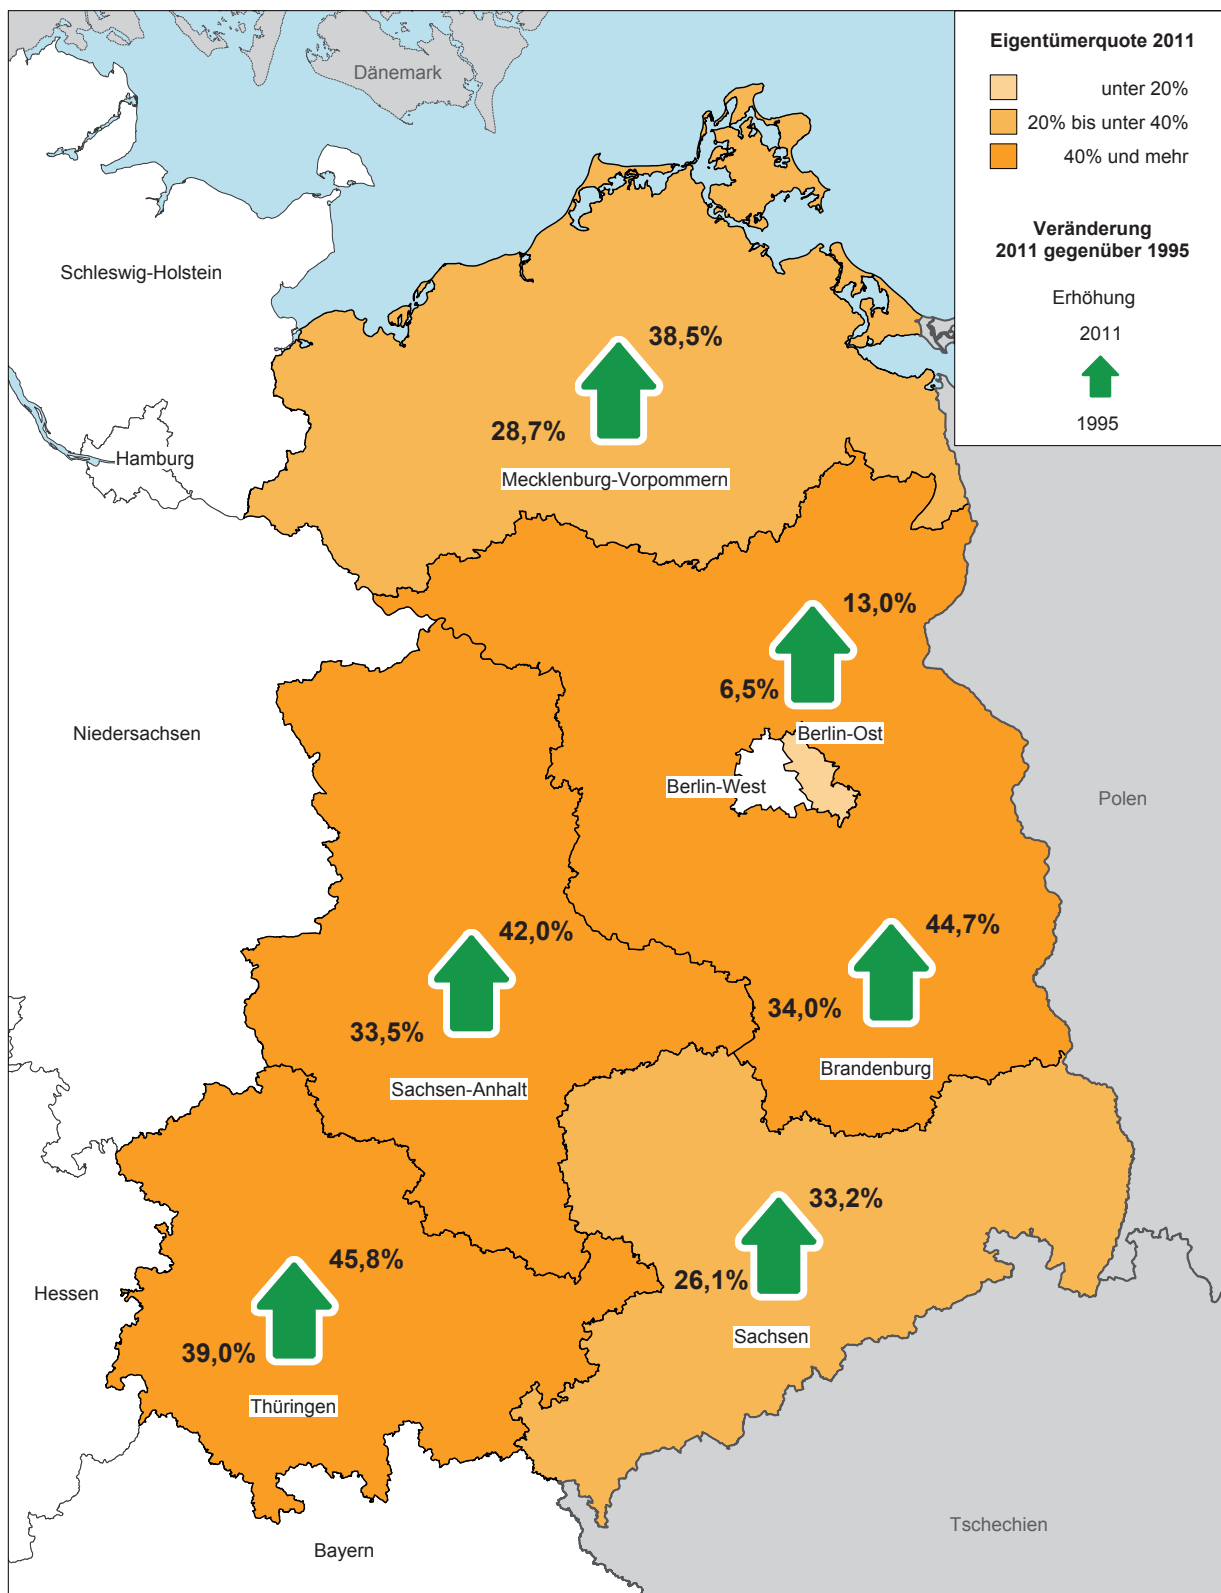 Eigentümerquote 2011
unter 20%
20% bis unter 40%
40% und mehr
Veränderung
2011 gegenüber 1995
Erhöhung
2011
1995
Dänemark
Schleswig-Holstein
Hamburg
38,5%
28,7%
Mecklenburg-Vorpommern
13,0%
6,5%
Berlin-Ost
Berlin-West
Niedersachsen
Polen
42,0%
33,5%
Sachsen-Anhalt
44,7%
34,0%
Brandenburg
33,2%
26,1%
Sachsen
45,8%
39,0%
Thüringen
Hessen
Bayern
Tschechien